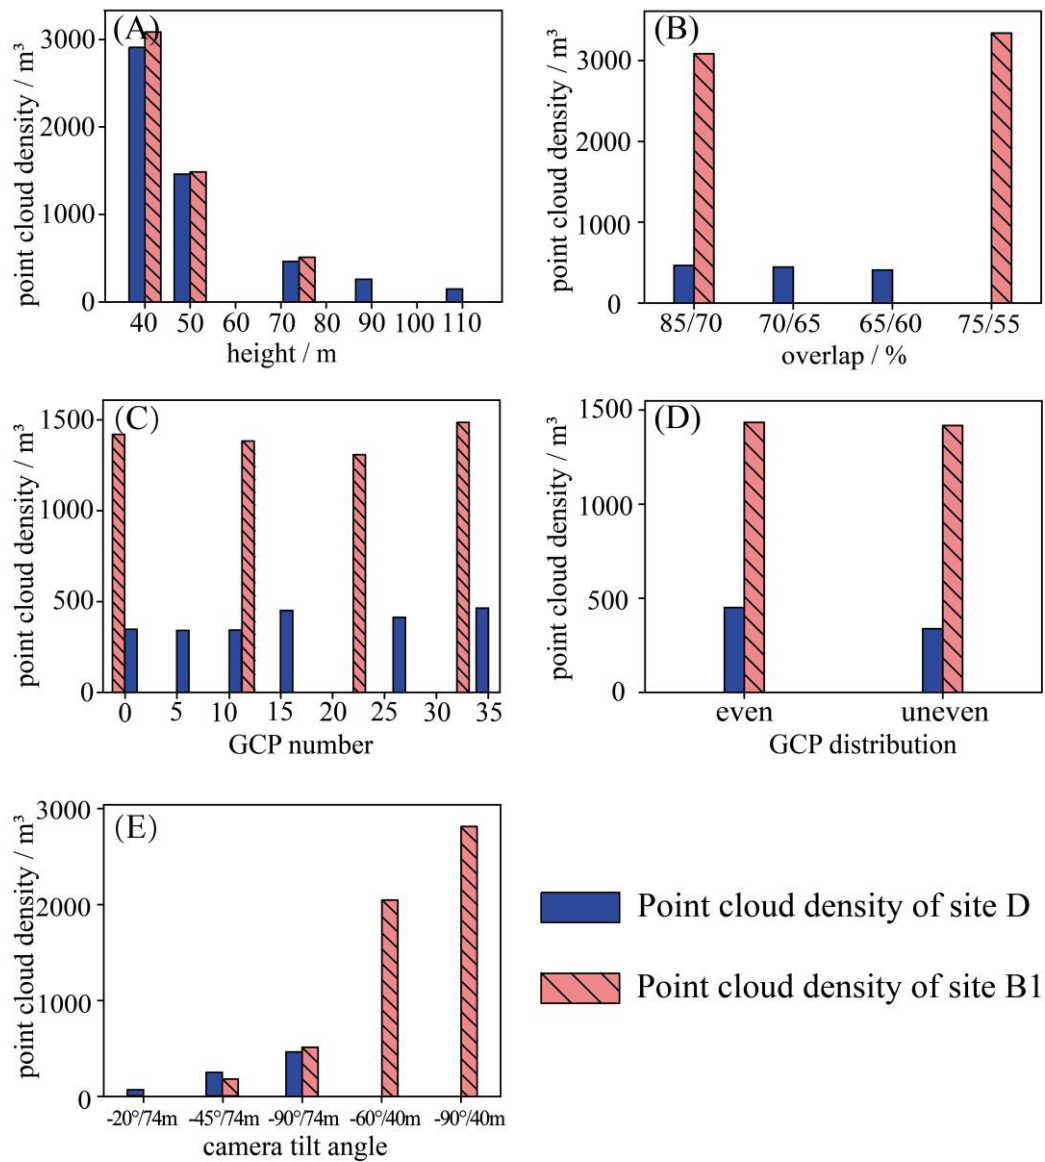 (A)
point cloud density / m³
3000
2000
1000
0
40 50 60 70 80 90 100 110
height / m
(B)
point cloud density / m³
3000
2000
1000
0
85/70 70/65 65/60 75/55
overlap / %
(C)
point cloud density / m³
1500
1000
500
0
0 5 10 15 20 25 30 35
GCP number
(D)
point cloud density / m³
1500
1000
500
0
even uneven
GCP distribution
(E)
point cloud density / m³
3000
2000
1000
0
-20°/74m -45°/74m -90°/74m -60°/40m -90°/40m
camera tilt angle
Point cloud density of site D
Point cloud density of site B1